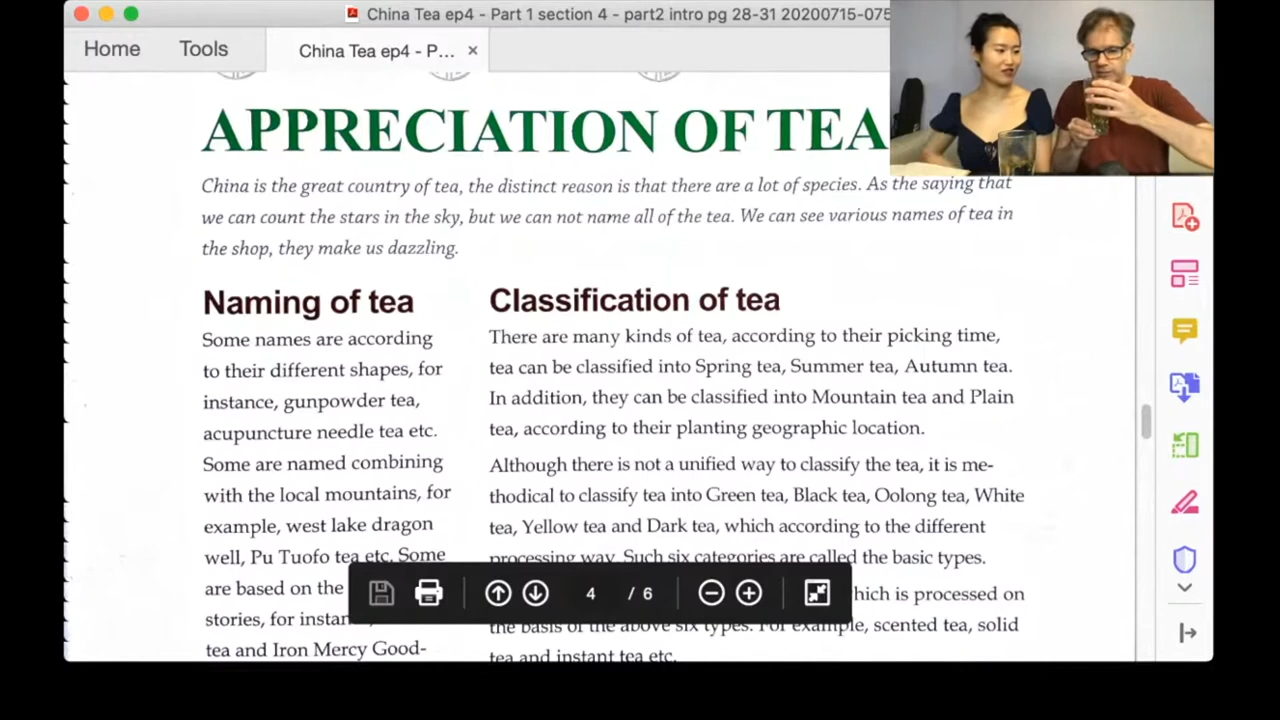 China Tea ep4 - Part 1 section 4 - part2 intro pg 28-31 20200715-075
Home
Tools
China Tea ep4 - P...
APPRECIATION OF TEA
China is the great country of tea, the distinct reason is that there are a lot of species. As the saying that
we can count the stars in the sky, but we can not name all of the tea. We can see various names of tea in
the shop, they make us dazzling.
Naming of tea
Some names are according
to their different shapes, for
instance, gunpowder tea,
acupuncture needle tea etc.
Some are named combining
with the local mountains, for
example, west lake dragon
well, Pu Tuofo tea etc. Some
are based on the
stories, for instan
tea and Iron Mercy Good-
Classification of tea
There are many kinds of tea, according to their picking time,
tea can be classified into Spring tea, Summer tea, Autumn tea.
In addition, they can be classified into Mountain tea and Plain
tea, according to their planting geographic location.
Although there is not a unified way to classify the tea, it is me-
thodical to classify tea into Green tea, Black tea, Oolong tea, White
tea, Yellow tea and Dark tea, which according to the different
processing way. Such six categories are called the basic types.
which is processed on
the basis of the above six types. For example, scented tea, solid
tea and instant tea etc.
4 / 6